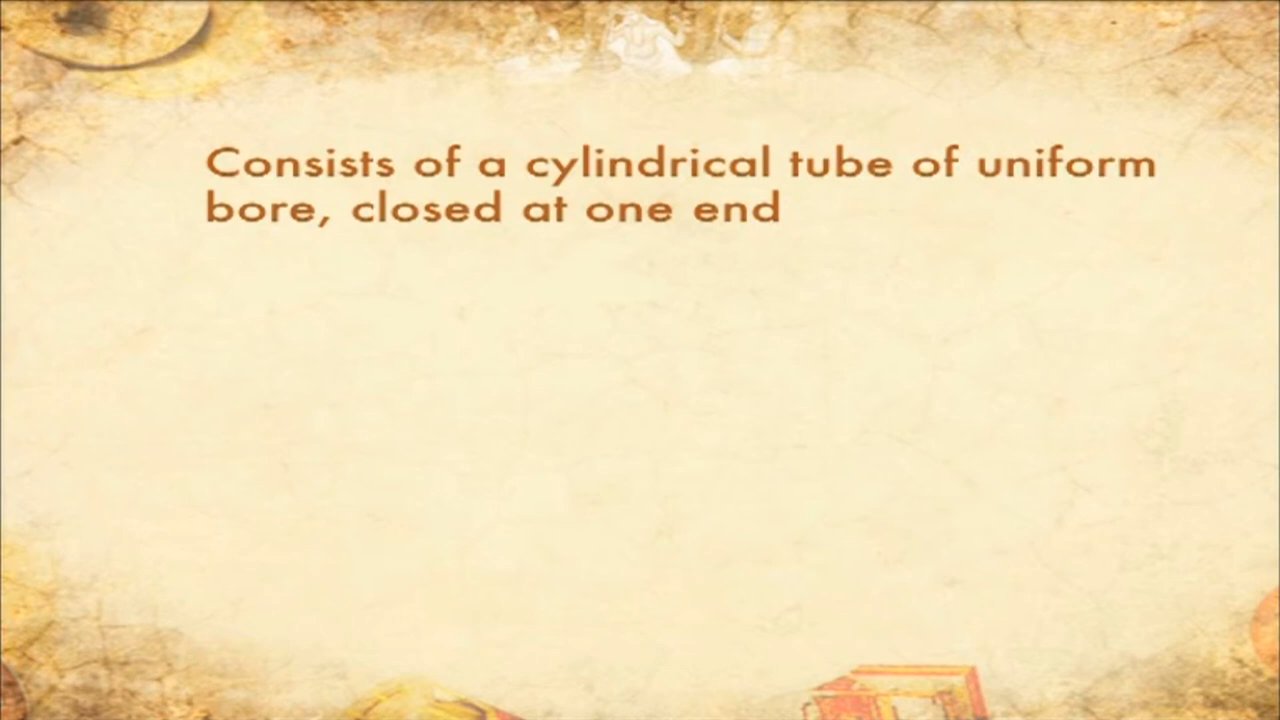 Consists of a cylindrical tube of uniform
bore, closed at one end